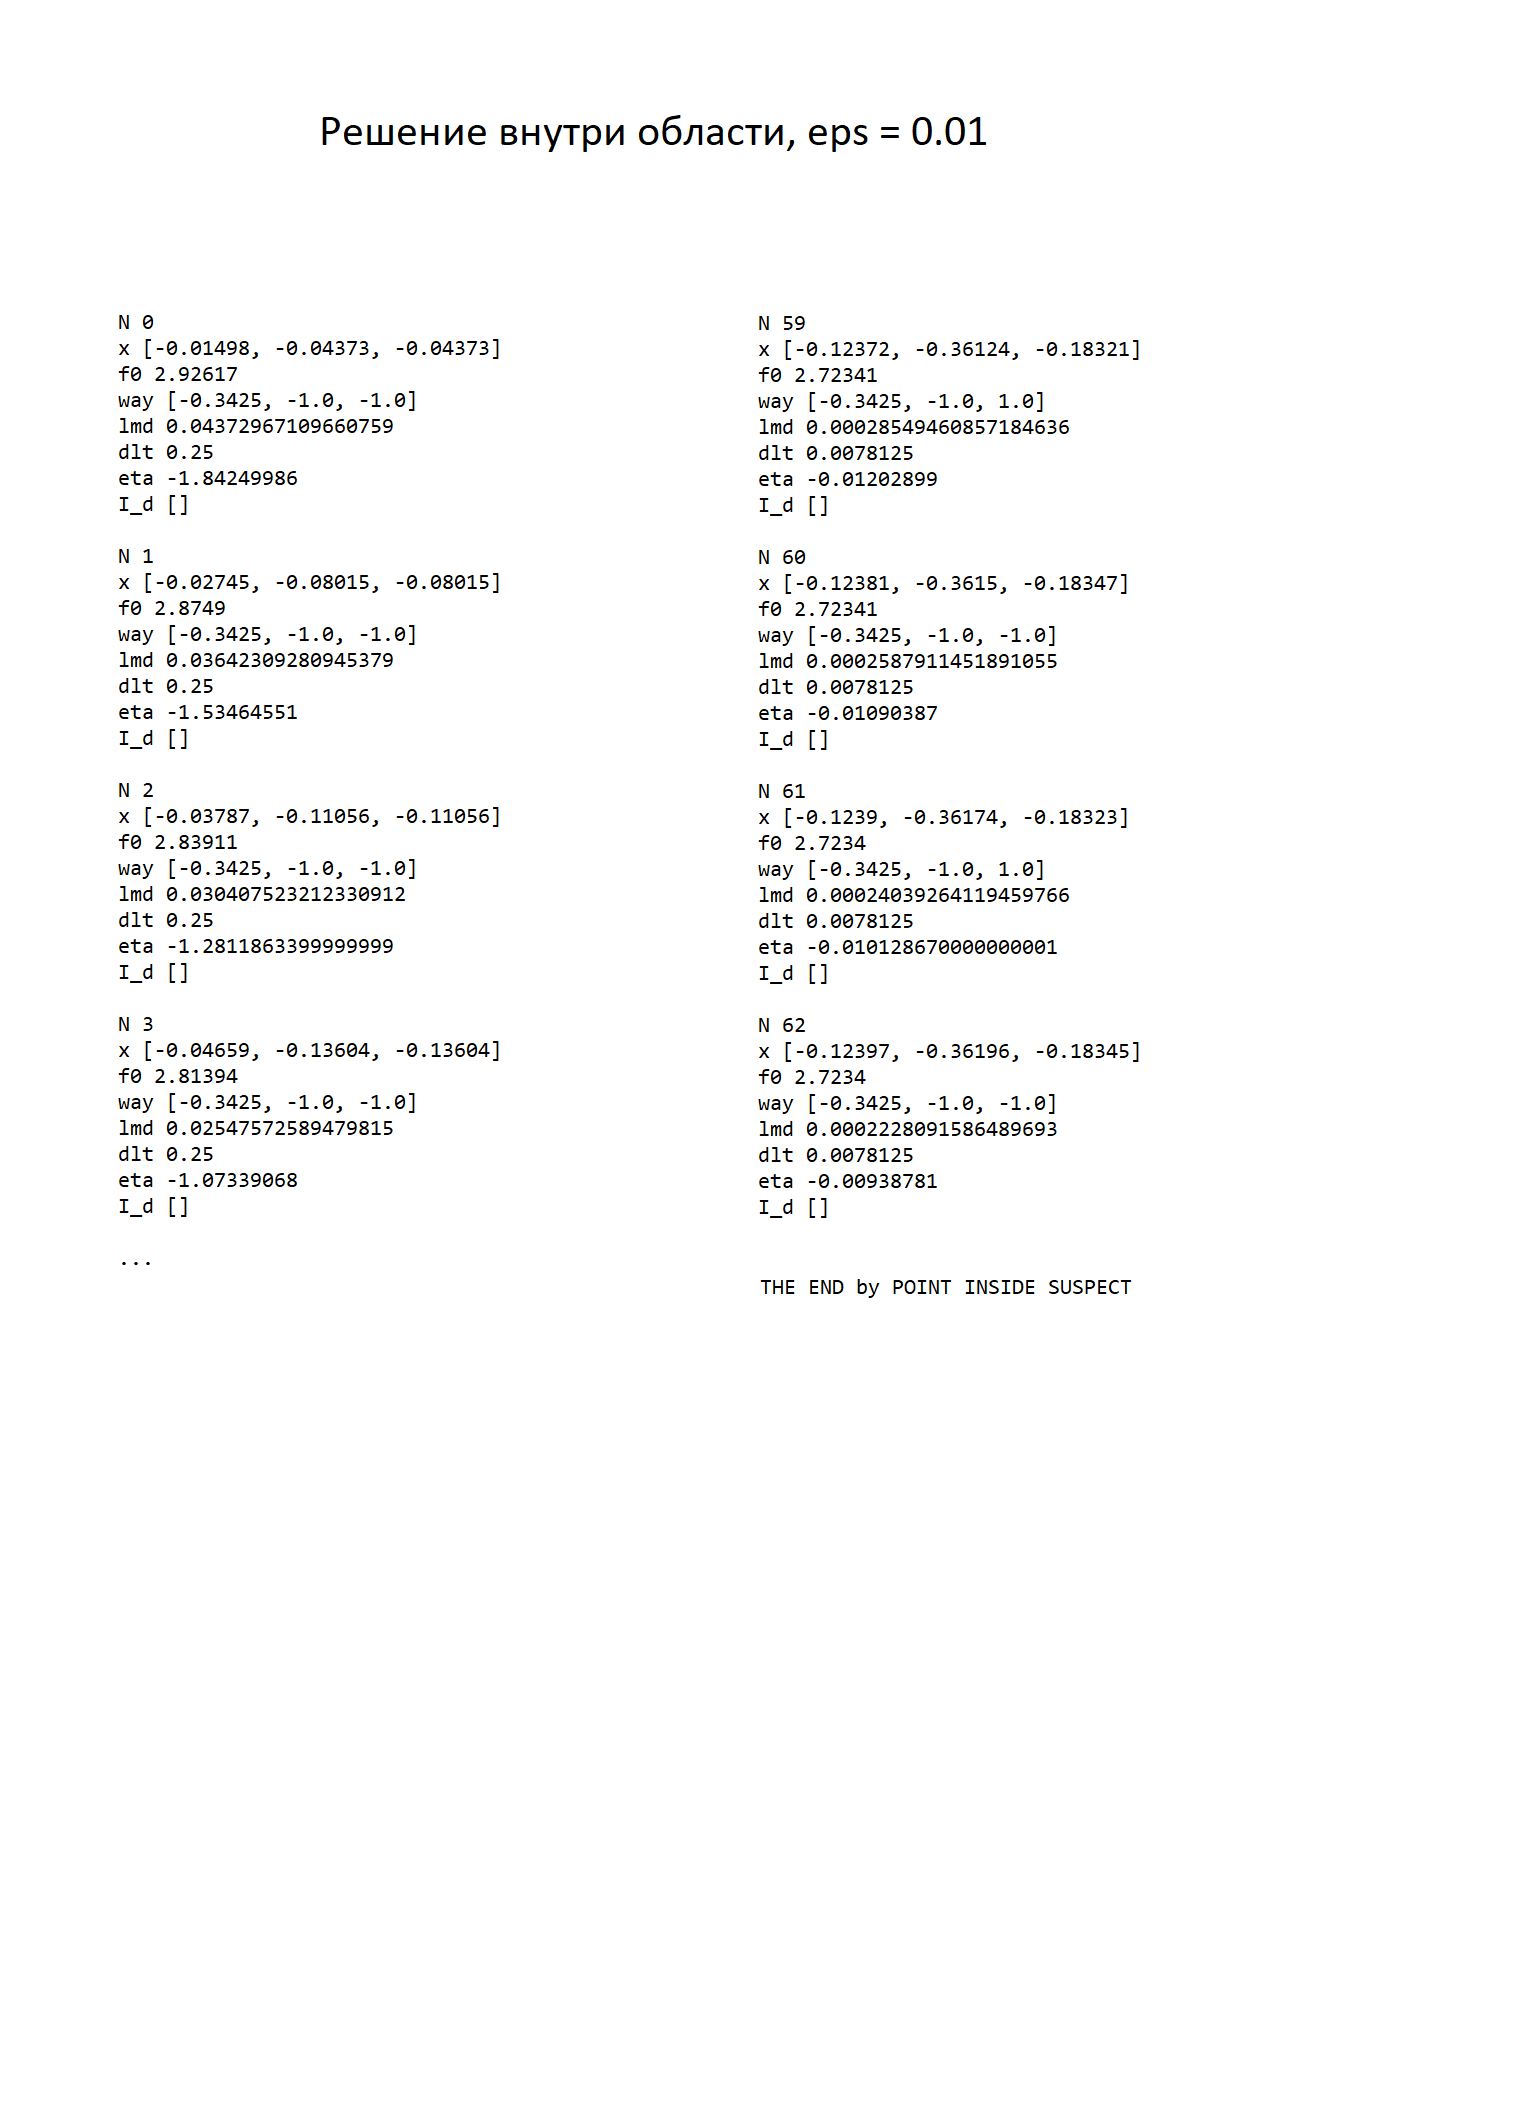 Решение внутри области, eps = 0.01
N 0
x [-0.01498, -0.04373, -0.04373]
f0 2.92617
way [-0.3425, -1.0, -1.0]
lmd 0.04372967109660759
dlt 0.25
eta -1.84249986
I_d []
N 1
x [-0.02745, -0.08015, -0.08015]
f0 2.8749
way [-0.3425, -1.0, -1.0]
lmd 0.03642309280945379
dlt 0.25
eta -1.53464551
I_d []
N 2
x [-0.03787, -0.11056, -0.11056]
f0 2.83911
way [-0.3425, -1.0, -1.0]
lmd 0.030407523212330912
dlt 0.25
eta -1.2811863399999999
I_d []
N 3
x [-0.04659, -0.13604, -0.13604]
f0 2.81394
way [-0.3425, -1.0, -1.0]
lmd 0.02547572589479815
dlt 0.25
eta -1.07339068
I_d []
...
N 59
x [-0.12372, -0.36124, -0.18321]
f0 2.72341
way [-0.3425, -1.0, 1.0]
lmd 0.00028549460857184636
dlt 0.0078125
eta -0.01202899
I_d []
N 60
x [-0.12381, -0.3615, -0.18347]
f0 2.72341
way [-0.3425, -1.0, -1.0]
lmd 0.0002587911451891055
dlt 0.0078125
eta -0.01090387
I_d []
N 61
x [-0.1239, -0.36174, -0.18323]
f0 2.7234
way [-0.3425, -1.0, 1.0]
lmd 0.00024039264119459766
dlt 0.0078125
eta -0.010128670000000001
I_d []
N 62
x [-0.12397, -0.36196, -0.18345]
f0 2.7234
way [-0.3425, -1.0, -1.0]
lmd 0.0002228091586489693
dlt 0.0078125
eta -0.00938781
I_d []
THE END by POINT INSIDE SUSPECT